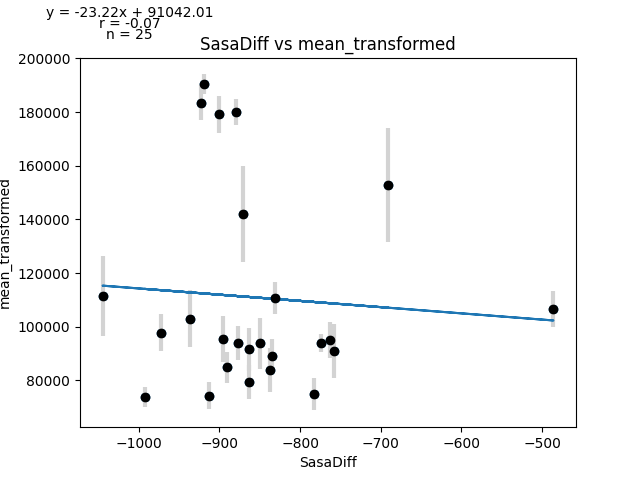 y = -23.22x + 91042.01
r = -0.07
n = 25
SasaDiff vs mean_transformed
200000
180000
160000
140000
120000
100000
80000
mean_transformed
−1000
−900
−800
−700
−600
−500
SasaDiff